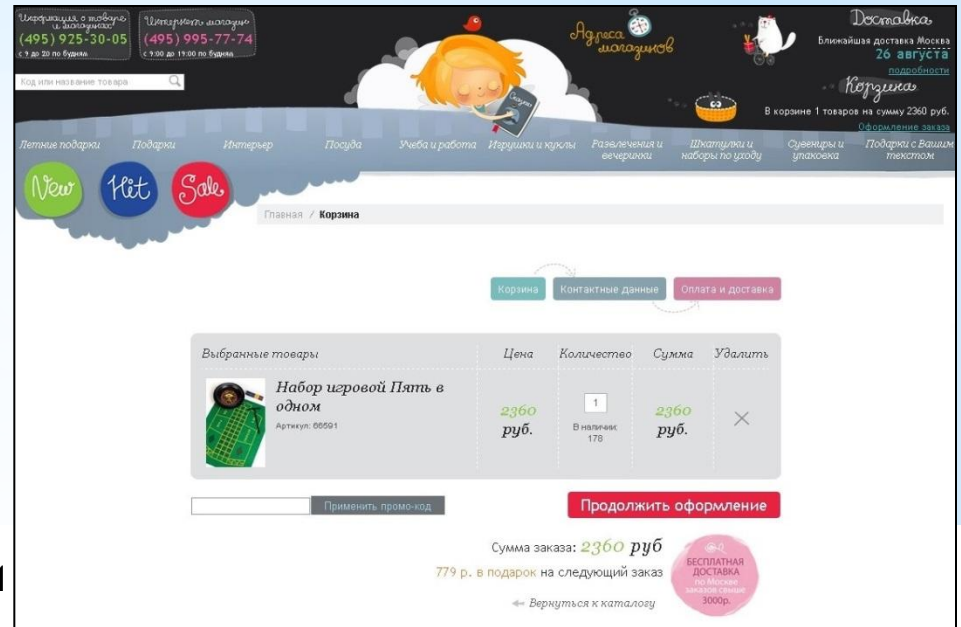 Информация о товаре
и магазинах:
(495) 925-30-05
с 9 до 20 по будням
Интернет магазин
(495) 995-77-74
с 9:00 до 19:00 по будням
Код или название товара
Адреса
магазинов
Сказки
Доставка
Ближайшая доставка Москва
26 августа
подробности
Корзина
В корзине 1 товаров на сумму 2360 руб.
Оформление заказа
Летние подарки
Подарки
Интерьер
Посуда
Учеба и работа
Игрушки и куклы
Развлечения и
вечеринки
Шкатулки и
наборы по уходу
Сувениры и
упаковка
Подарки с Вашим
текстом
New
Hit
Sale
Главная / Корзина
Корзина
Контактные данные
Оплата и доставка
Выбранные товары
Цена
Количество
Сумма
Удалить
Набор игровой Пять в
одном
Артикул: 66591
2360
руб.
1
В наличии:
178
2360
руб.
Применить промо-код
Продолжить оформление
Сумма заказа: 2360 руб
779 р. в подарок на следующий заказ
Вернуться к каталогу
БЕСПЛАТНАЯ
ДОСТАВКА
по Москве
заказов свыше
3000р.